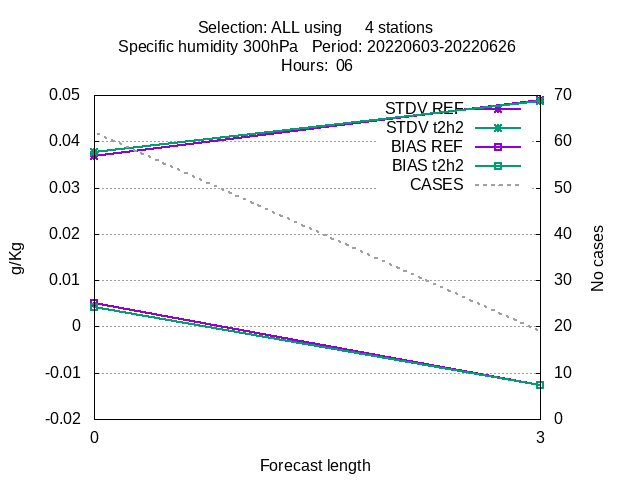 Selection: ALL using     4 stations
Specific humidity 300hPa   Period: 20220603-20220626
Hours:  06
0.05
0.04
0.03
0.02
0.01
0
-0.01
-0.02
g/Kg
STDV REF
STDV t2h2
BIAS REF
BIAS t2h2
CASES
70
60
50
40
30
20
10
0
No cases
0
3
Forecast length